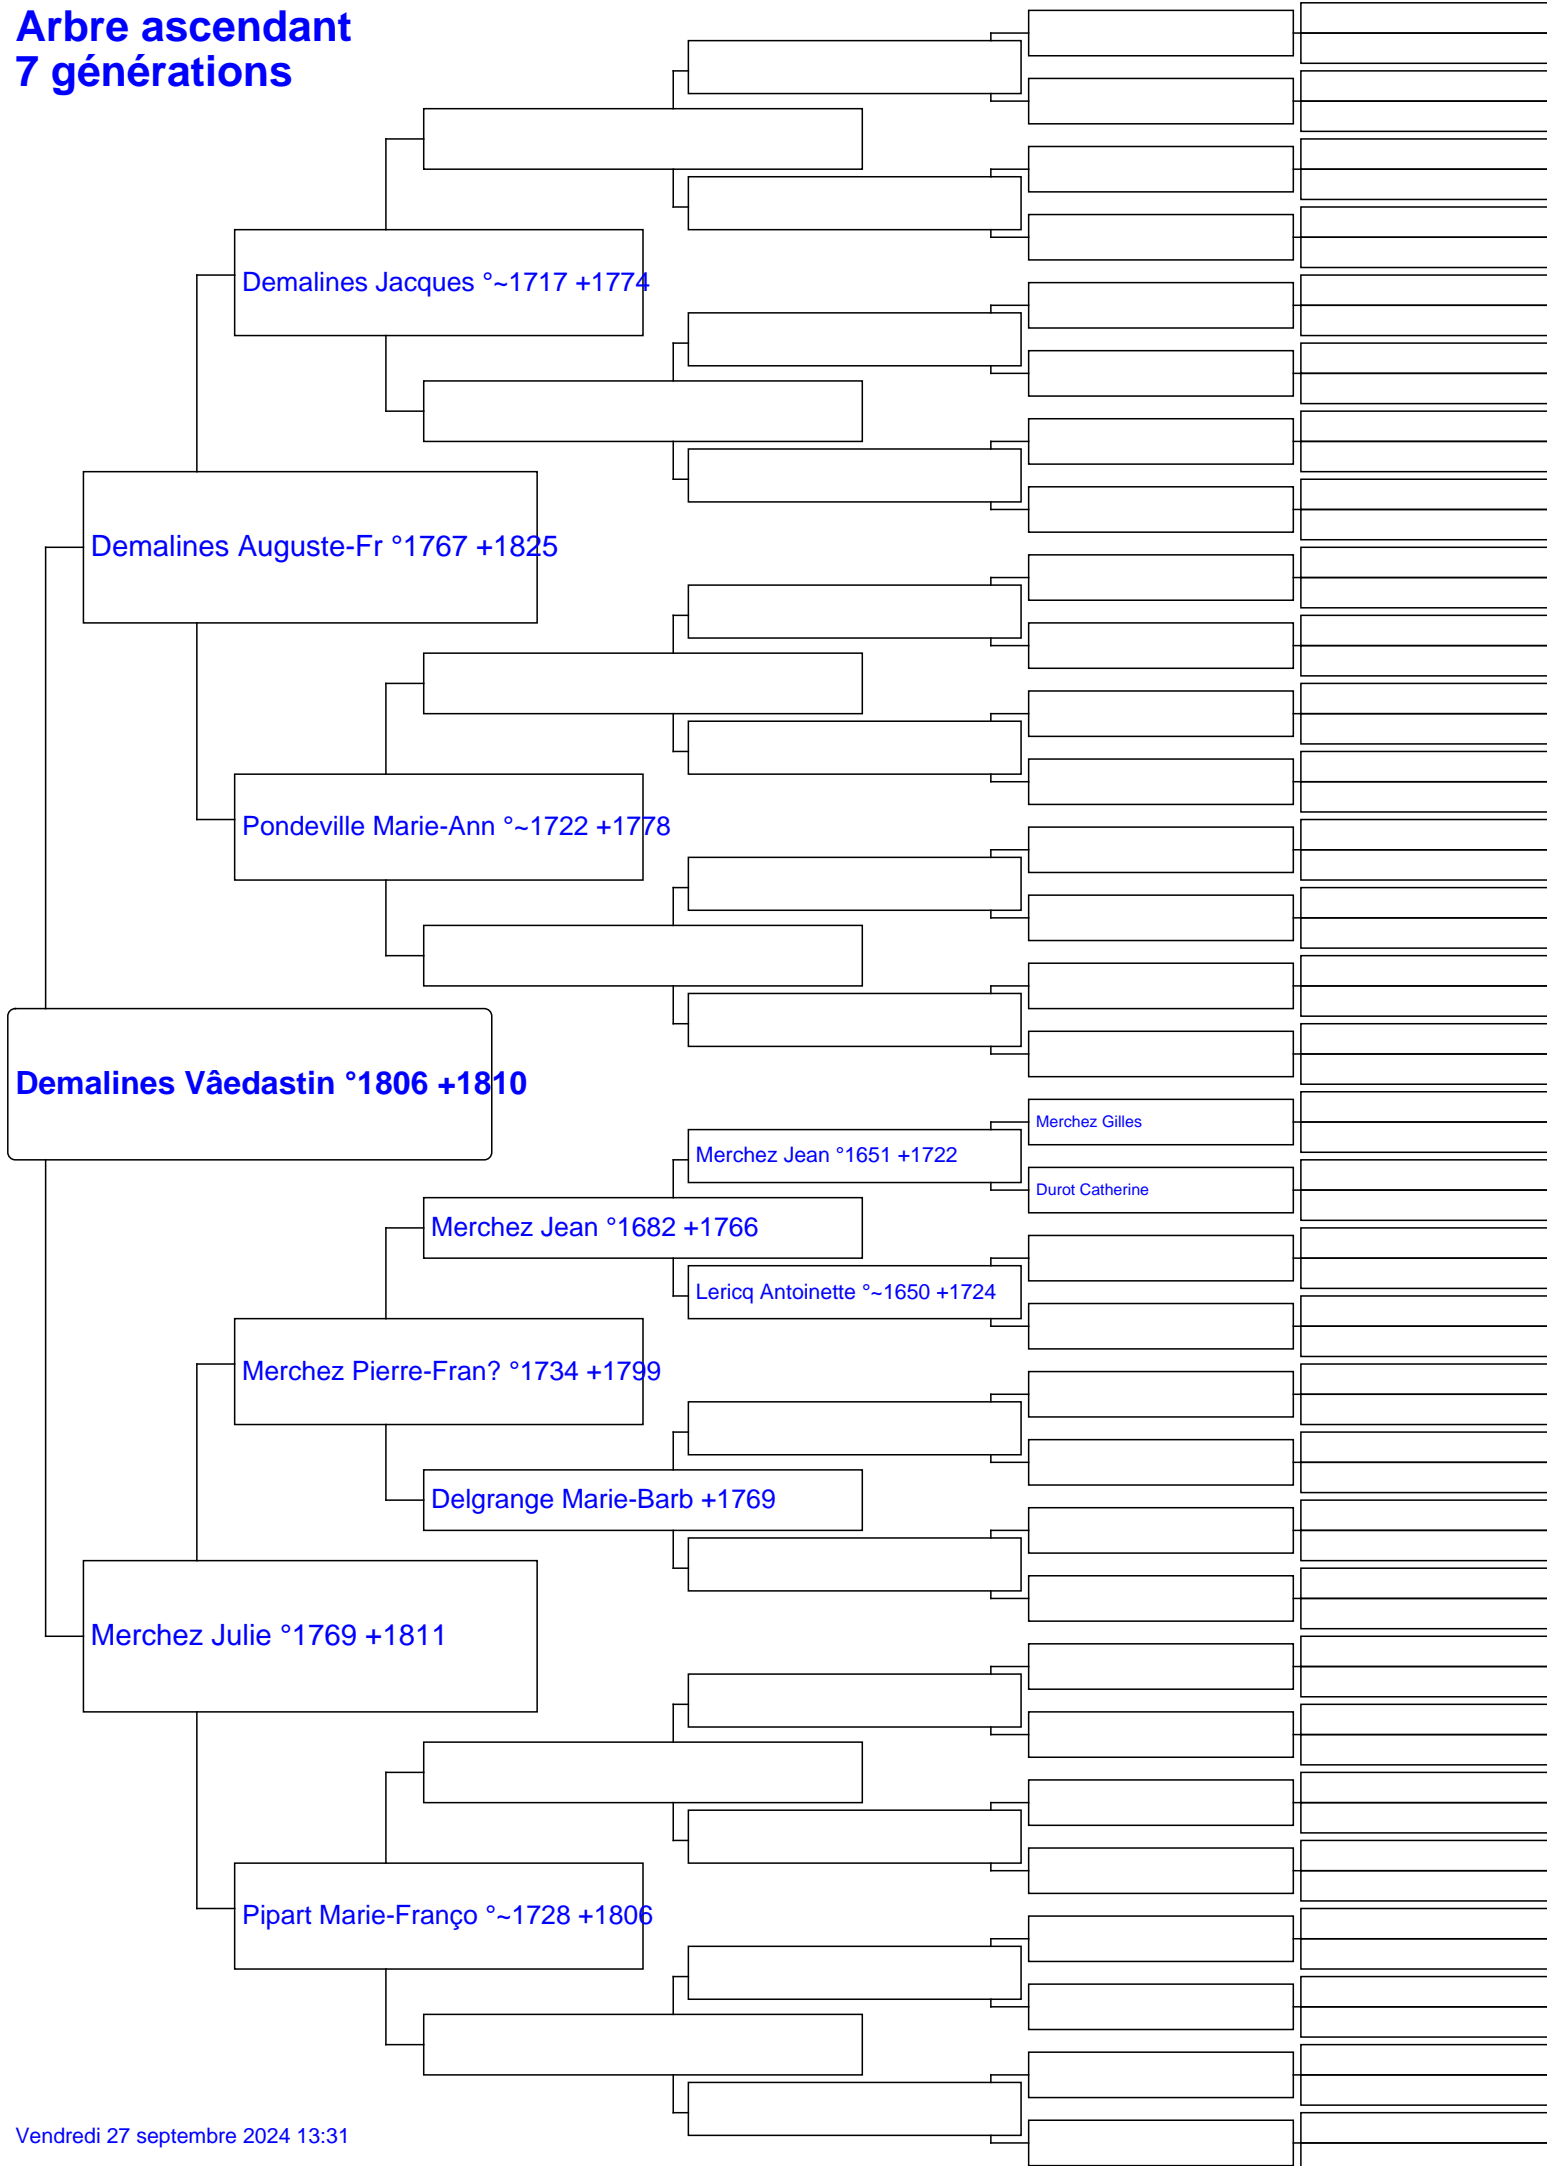 Arbre ascendant
7 générations
Demalines Jacques °~1717 +1774
Demalines Auguste-Fr °1767 +1825
Pondeville Marie-Ann °~1722 +1778
Demalines Vâedastin °1806 +1810
Merchez Gilles
Merchez Jean °1651 +1722
Durot Catherine
Merchez Jean °1682 +1766
Lericq Antoinette °~1650 +1724
Merchez Pierre-Fran? °1734 +1799
Delgrange Marie-Barb +1769
Merchez Julie °1769 +1811
Pipart Marie-Franço °~1728 +1806
Vendredi 27 septembre 2024 13:31